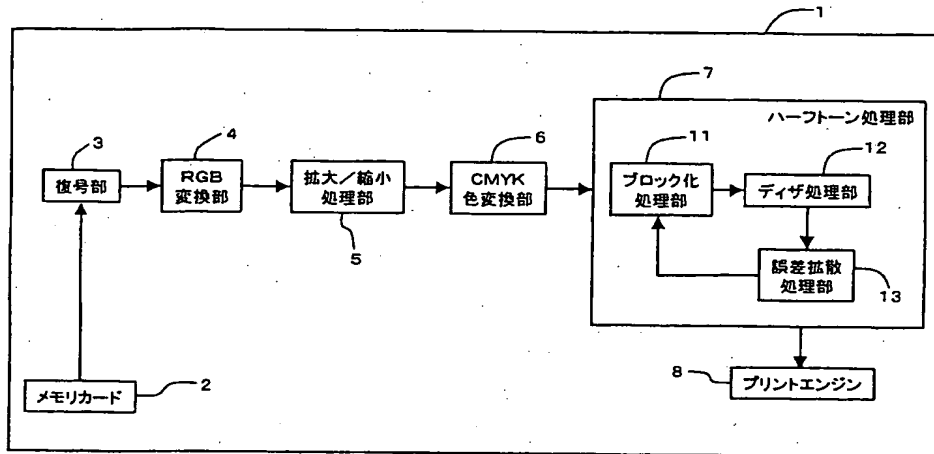 1
7
ハーフトーン処理部
3
復号部
4
RGB
変換部
拡大／縮小
処理部
5
6
CMYK
色変換部
11
ブロック化
処理部
12
ディザ処理部
誤差拡散
処理部
13
メモリカード
2
8
プリントエンジン